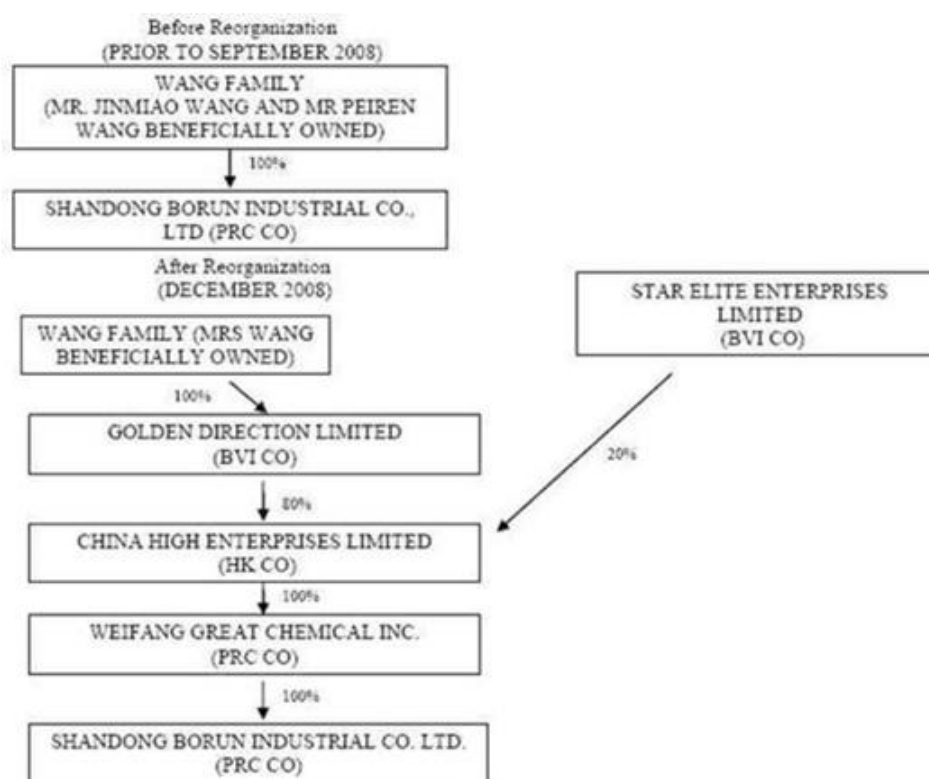 Before Reorganization
(PRIOR TO SEPTEMBER 2008)
WANG FAMILY
(MR. JINMIAO WANG AND MR PEIREN
WANG BENEFICIALLY OWNED)
100%
SHANDONG BORUN INDUSTRIAL CO.,
LTD (PRC CO)
After Reorganization
(DECEMBER 2008)
STAR ELITE ENTERPRISES
LIMITED
(BVI CO)
WANG FAMILY (MRS WANG
BENEFICIALLY OWNED)
100%
GOLDEN DIRECTION LIMITED
(BVI CO)
20%
80%
CHINA HIGH ENTERPRISES LIMITED
(HK CO)
100%
WEIFANG GREAT CHEMICAL INC.
(PRC CO)
100%
SHANDONG BORUN INDUSTRIAL CO. LTD.
(PRC CO)